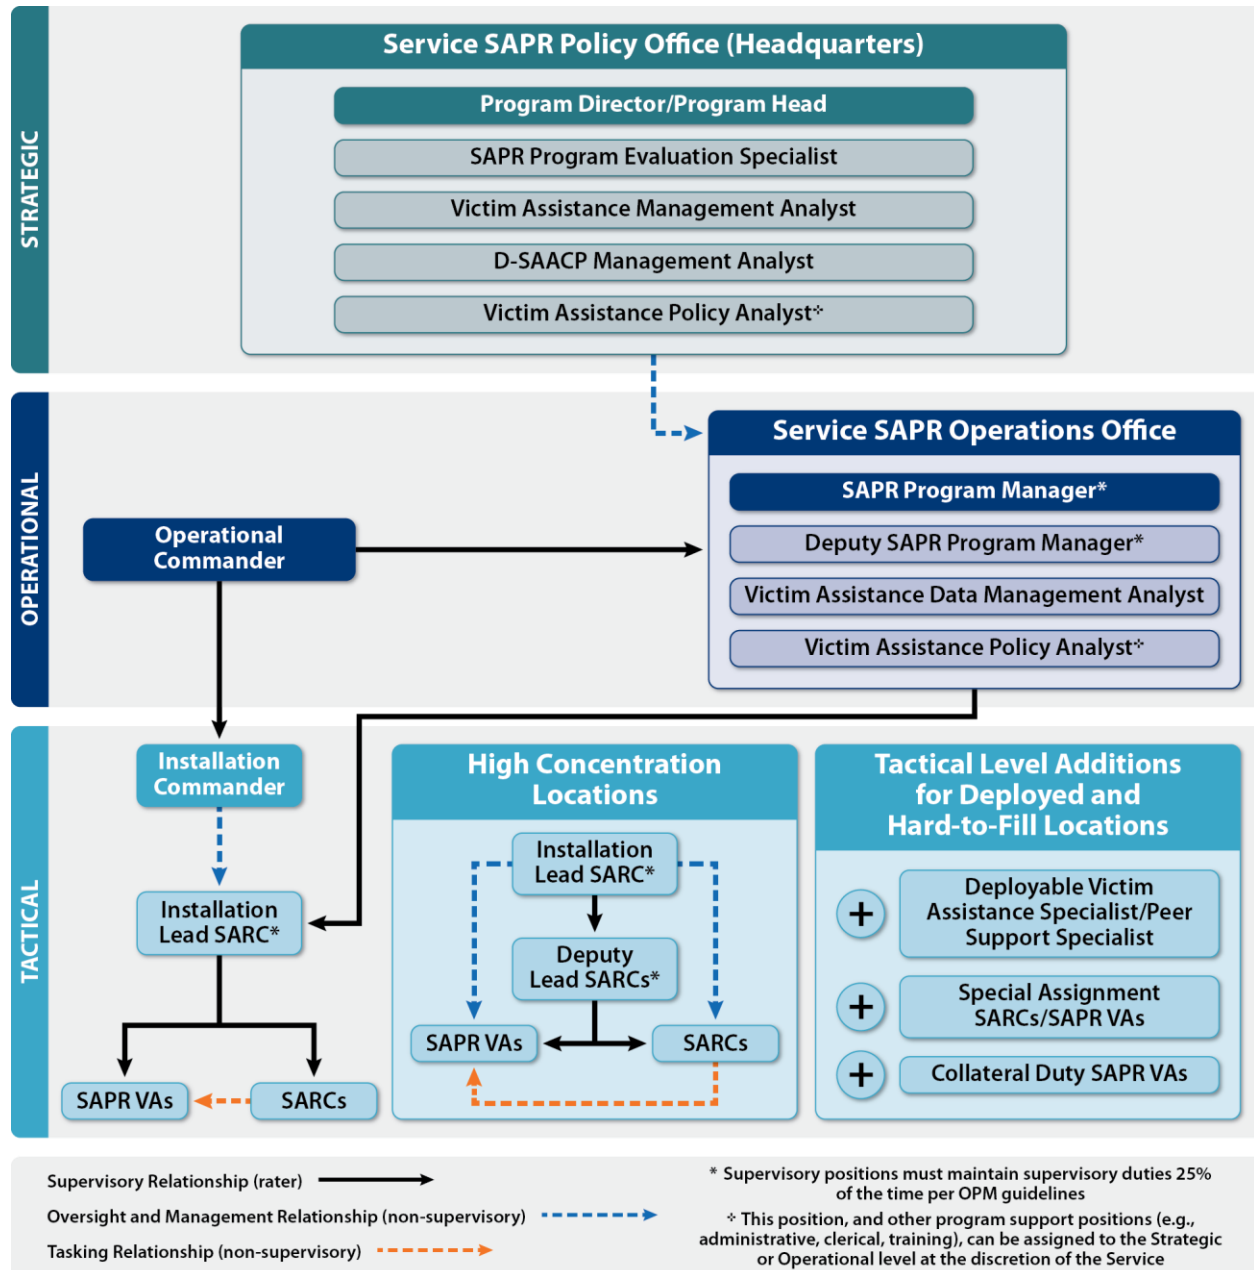 STRATEGIC
Service SAPR Policy Office (Headquarters)
Program Director/Program Head
SAPR Program Evaluation Specialist
Victim Assistance Management Analyst
D-SAACP Management Analyst
Victim Assistance Policy Analyst⁘
OPERATIONAL
Service SAPR Operations Office
SAPR Program Manager*
Deputy SAPR Program Manager*
Victim Assistance Data Management Analyst
Victim Assistance Policy Analyst⁘
Operational
Commander
TACTICAL
Installation
Commander
Installation
Lead SARC*
SAPR VAs
SARCs
High Concentration
Locations
Installation
Lead SARC*
Deputy
Lead SARCs*
SAPR VAs
SARCs
Tactical Level Additions
for Deployed and
Hard-to-Fill Locations
+
Deployable Victim
Assistance Specialist/Peer
Support Specialist
+
Special Assignment
SARCs/SAPR VAs
+
Collateral Duty SAPR VAs
Supervisory Relationship (rater)
Oversight and Management Relationship (non-supervisory)
Tasking Relationship (non-supervisory)
* Supervisory positions must maintain supervisory duties 25%
of the time per OPM guidelines
⁘ This position, and other program support positions (e.g.,
administrative, clerical, training), can be assigned to the Strategic
or Operational level at the discretion of the Service